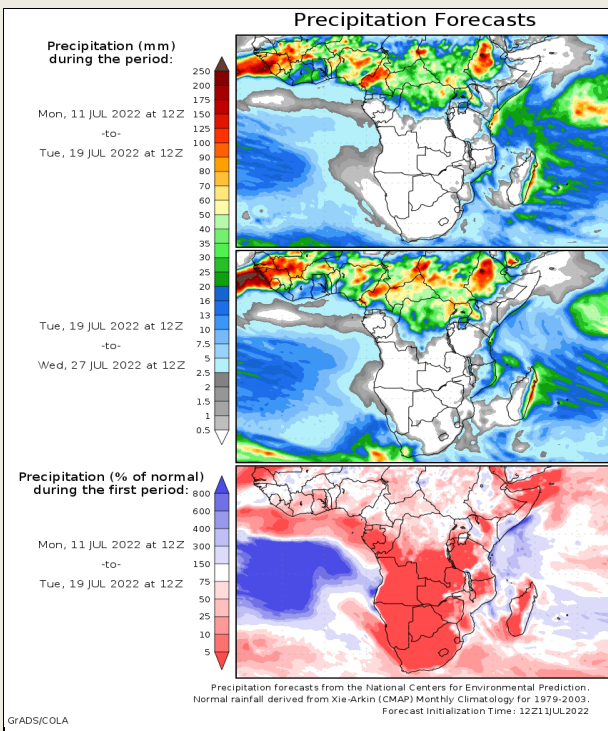 Precipitation Forecasts
Precipitation (mm)
during the period:
Mon, 11 JUL 2022 at 12Z
-to-
Tue, 19 JUL 2022 at 12Z
250
200
175
150
125
100
90
80
70
60
50
40
35
30
25
20
16
13
10
7.5
5
2.5
2
1.5
1
0.5
Tue, 19 JUL 2022 at 12Z
-to-
Wed, 27 JUL 2022 at 12Z
Precipitation (% of normal)
during the first period:
Mon, 11 JUL 2022 at 12Z
-to-
Tue, 19 JUL 2022 at 12Z
800
600
400
300
150
75
50
25
10
5
Precipitation forecasts from the National Centers for Environmental Prediction.
Normal rainfall derived from Xie-Arkin (CMAP) Monthly Climatology for 1979-2003.
Forecast Initialization Time: 12Z11JUL2022
GrADS/COLA